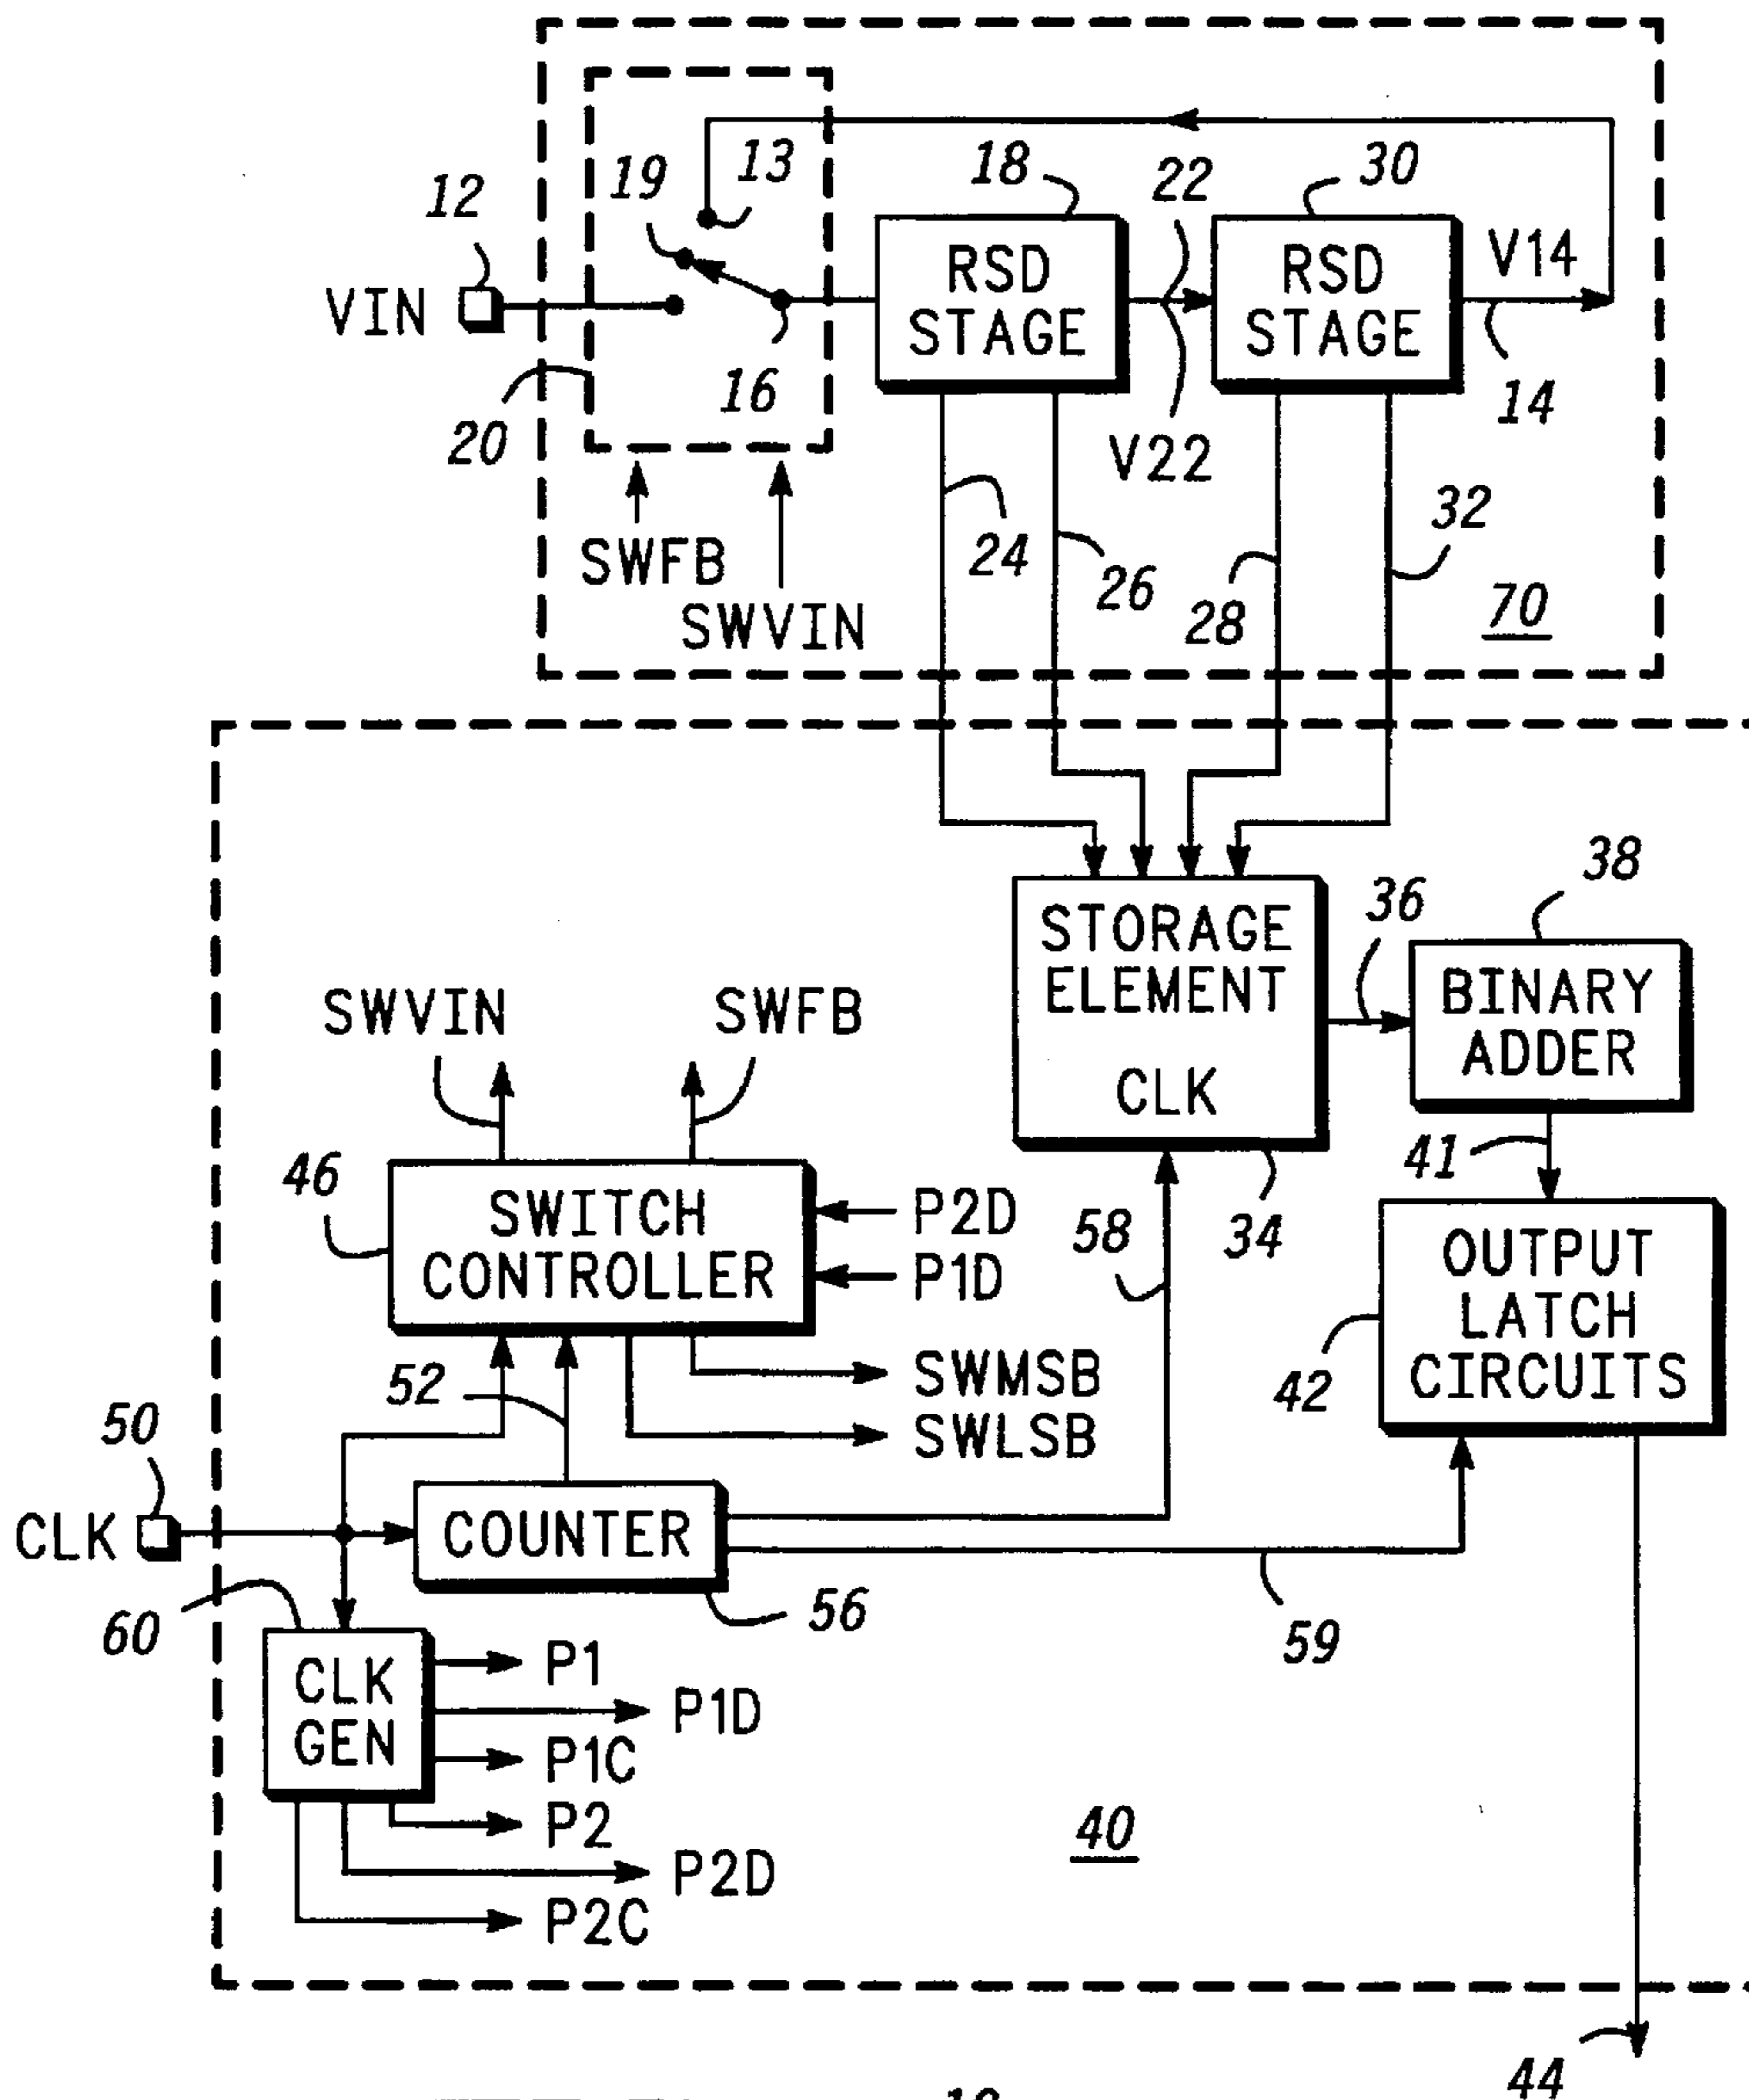 13
18
30
19
22
12
RSD
STAGE
RSD
STAGE
V14
VIN
16
14
20
V22
32
SWFB
24
26
28
70
SWVIN
38
36
STORAGE
ELEMENT
CLK
BINARY
ADDER
SWVIN
SWFB
41
46
SWITCH
CONTROLLER
P2D
P1D
58
34
OUTPUT
LATCH
CIRCUITS
42
52
SWMSB
SWLSB
50
CLK
COUNTER
56
59
60
CLK
GEN
P1
P1D
P1C
P2
P2D
P2C
40
44